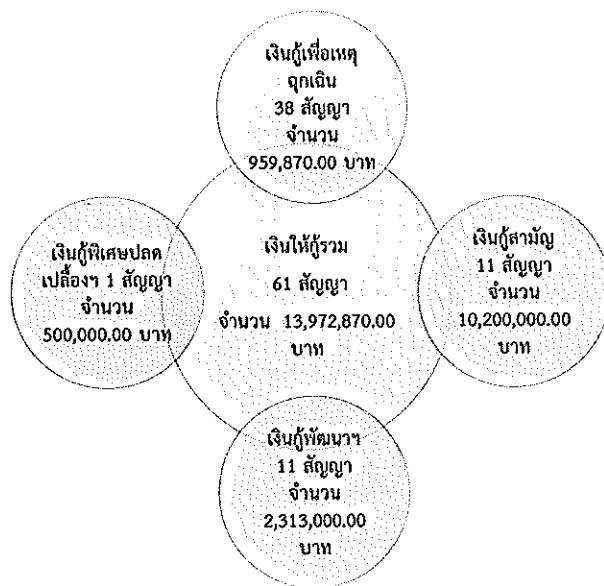 เงินกู้เพื่อเหตุ
ฉุกเฉิน
38 สัญญา
จำนวน
959,870.00 บาท
เงินกู้พิเศษปลด
เปลื้องฯ 1 สัญญา
จำนวน
500,000.00 บาท
เงินให้กู้รวม
61 สัญญา
จำนวน 13,972,870.00
บาท
เงินกู้สามัญ
11 สัญญา
จำนวน
10,200,000.00
บาท
เงินกู้พัฒนาฯ
11 สัญญา
จำนวน
2,313,000.00
บาท